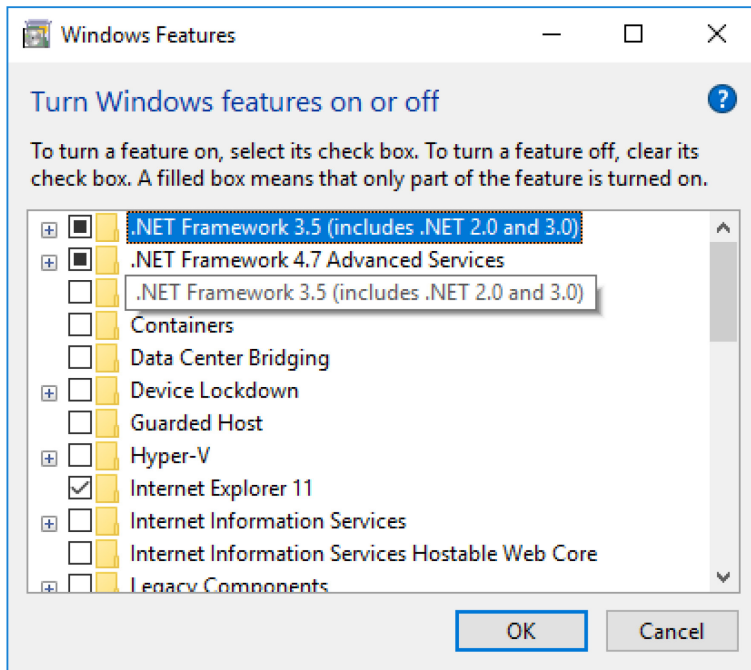 Windows Features
Turn Windows features on or off
To turn a feature on, select its check box. To turn a feature off, clear its
check box. A filled box means that only part of the feature is turned on.
.NET Framework 3.5 (includes .NET 2.0 and 3.0)
.NET Framework 4.7 Advanced Services
.NET Framework 3.5 (includes .NET 2.0 and 3.0)
Containers
Data Center Bridging
Device Lockdown
Guarded Host
Hyper-V
Internet Explorer 11
Internet Information Services
Internet Information Services Hostable Web Core
Legacy Components
OK
Cancel